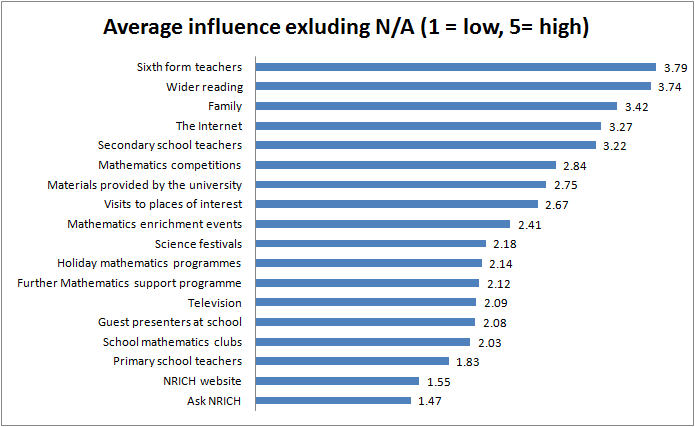 Average influence exluding N/A (1 = low, 5= high)
Sixth form teachers 3.79
Wider reading 3.74
Family 3.42
The Internet 3.27
Secondary school teachers 3.22
Mathematics competitions 2.84
Materials provided by the university 2.75
Visits to places of interest 2.67
Mathematics enrichment events 2.41
Science festivals 2.18
Holiday mathematics programmes 2.14
Further Mathematics support programme 2.12
Television 2.09
Guest presenters at school 2.08
School mathematics clubs 2.03
Primary school teachers 1.83
NRICH website 1.55
Ask NRICH 1.47